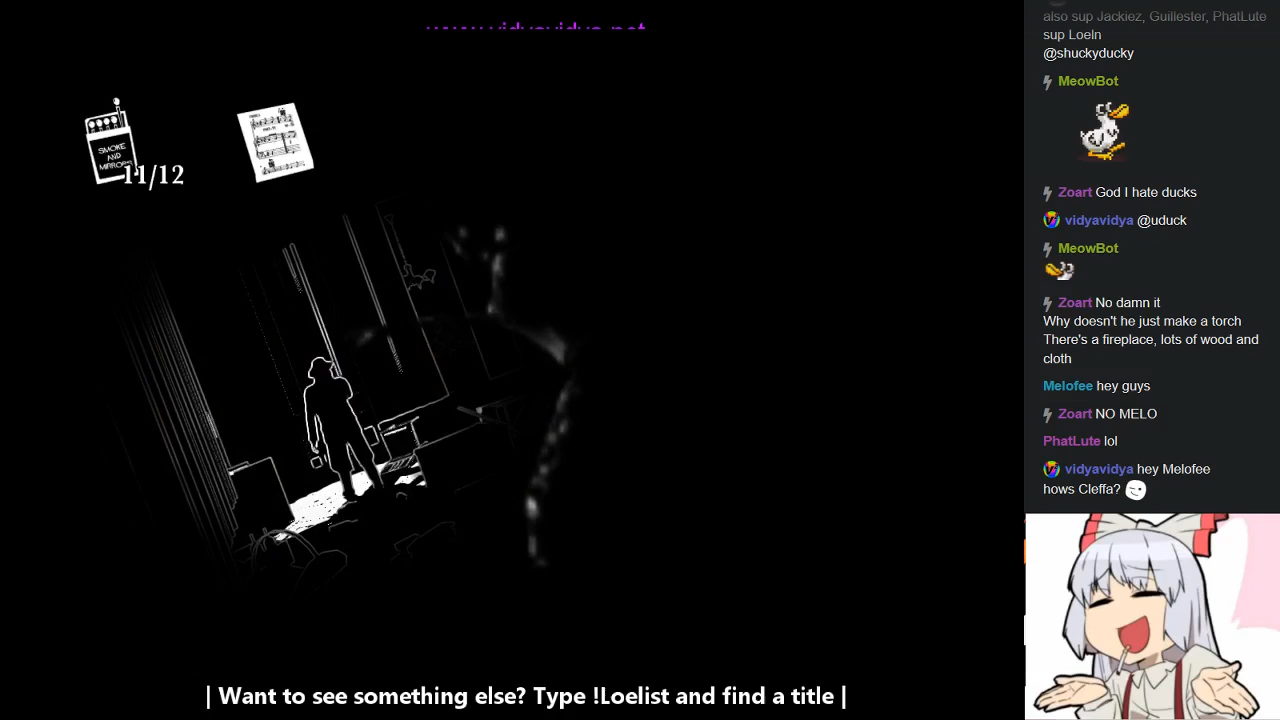 www.vidyavidya.net
SMOKE
AND
MIRRORS
11/12
also sup Jackiez, Guillester, PhatLute
sup Loeln
@shuckyducky
MeowBot
Zoart God I hate ducks
vidyavidya @uduck
MeowBot
Zoart No damn it
Why doesn't he just make a torch
There's a fireplace, lots of wood and
cloth
Melofee hey guys
Zoart NO MELO
PhatLute lol
vidyavidya hey Melofee
hows Cleffa?
| Want to see something else? Type !Loelist and find a title |